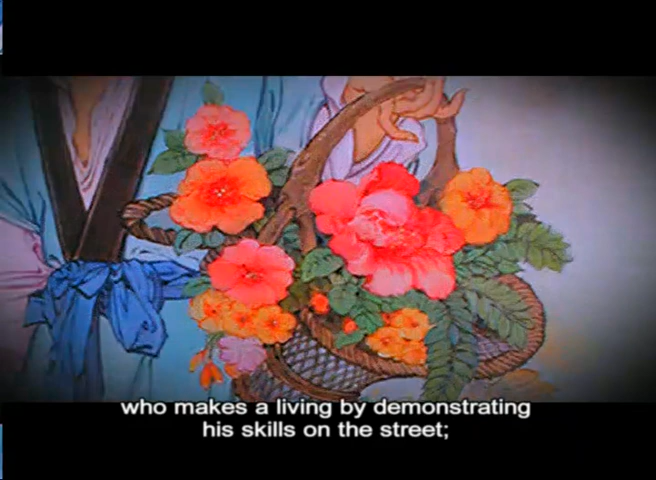 who makes a living by demonstrating
his skills on the street;